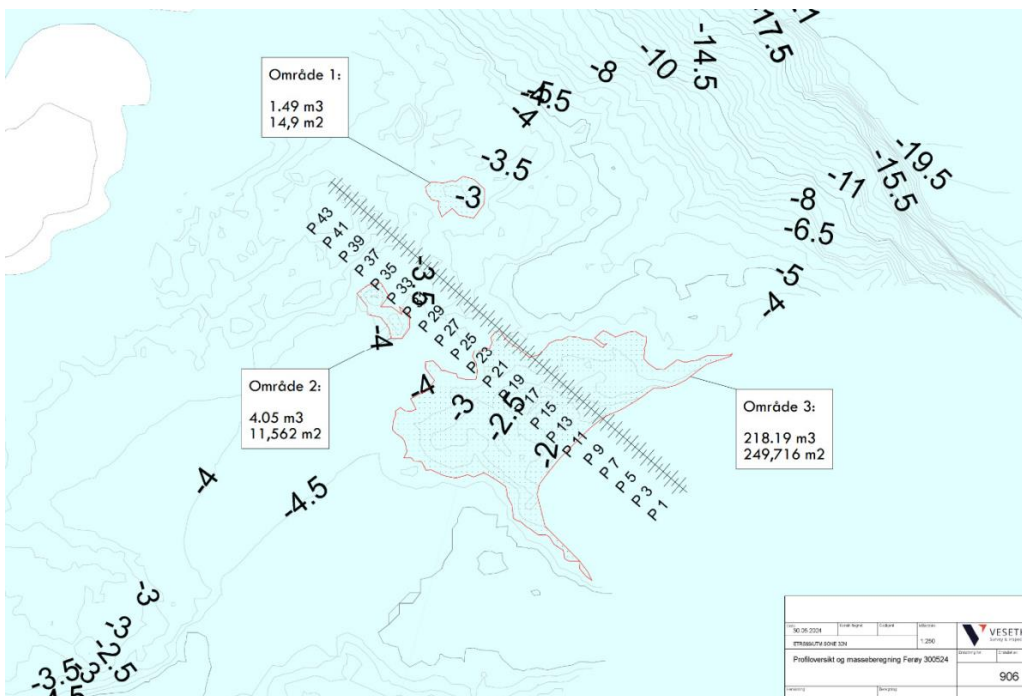 Område 1:
1.49 m3
14,9 m2
Område 2:
4.05 m3
11,562 m2
Område 3:
218.19 m3
249,716 m2
-17.5
-14.5
-10
-8
-4
-3.5
-3
-19.5
-15.5
-11
-8
-6.5
-5
-4
-3.5
-4
-4
-3
-2.5
-2
-4
-4.5
-3
-3
-2.5
-3
-3.5
P 43
P 41
P 39
P 37
P 35
P 33
P 29
P 27
P 25
P 23
P 21
P 19
P 17
P 15
P 13
P 11
P 9
P 7
P 5
P 3
P 1
30.05.2024
1:250
Profiloversikt og masseberegning Ferøy 300524
906